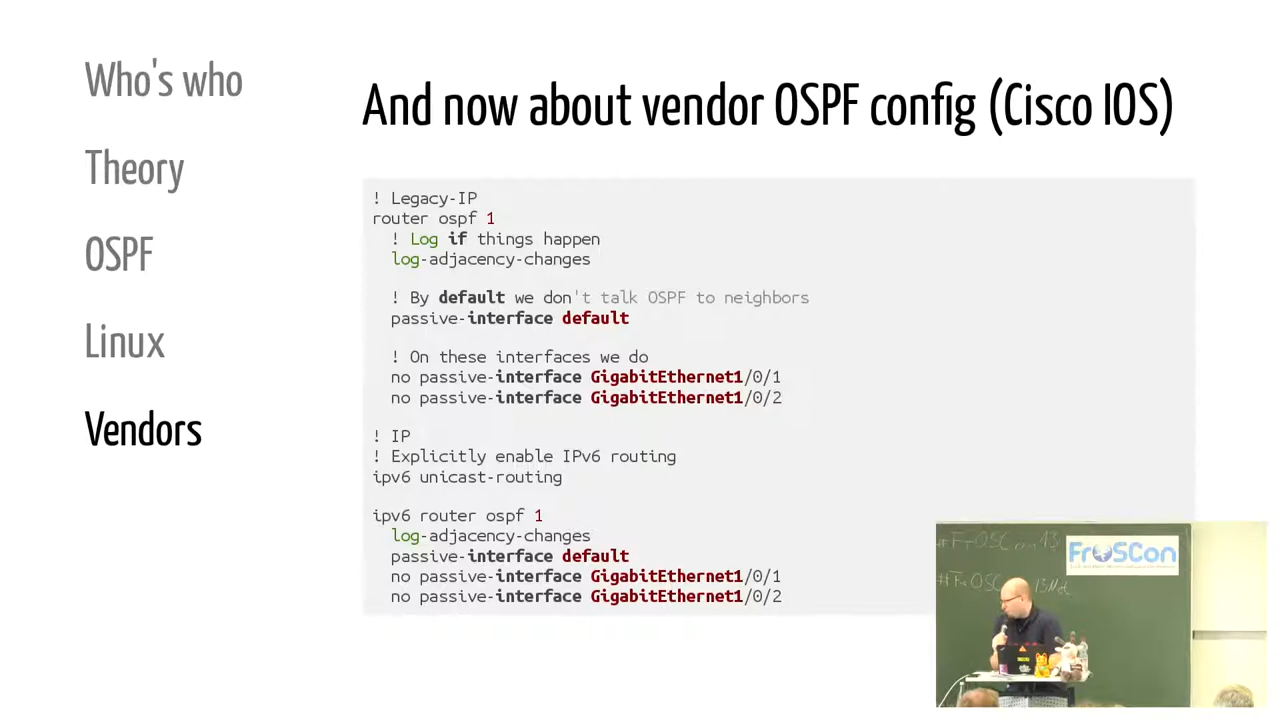 Who's who
Theory
OSPF
Linux
Vendors
And now about vendor OSPF config (Cisco IOS)
! Legacy-IP
router ospf 1
! Log if things happen
log-adjacency-changes
! By default we don't talk OSPF to neighbors
passive-interface default
! On these interfaces we do
no passive-interface GigabitEthernet1/0/1
no passive-interface GigabitEthernet1/0/2
! IP
! Explicitly enable IPv6 routing
ipv6 unicast-routing
ipv6 router ospf 1
log-adjacency-changes
passive-interface default
no passive-interface GigabitEthernet1/0/1
no passive-interface GigabitEthernet1/0/2
FrOSCon